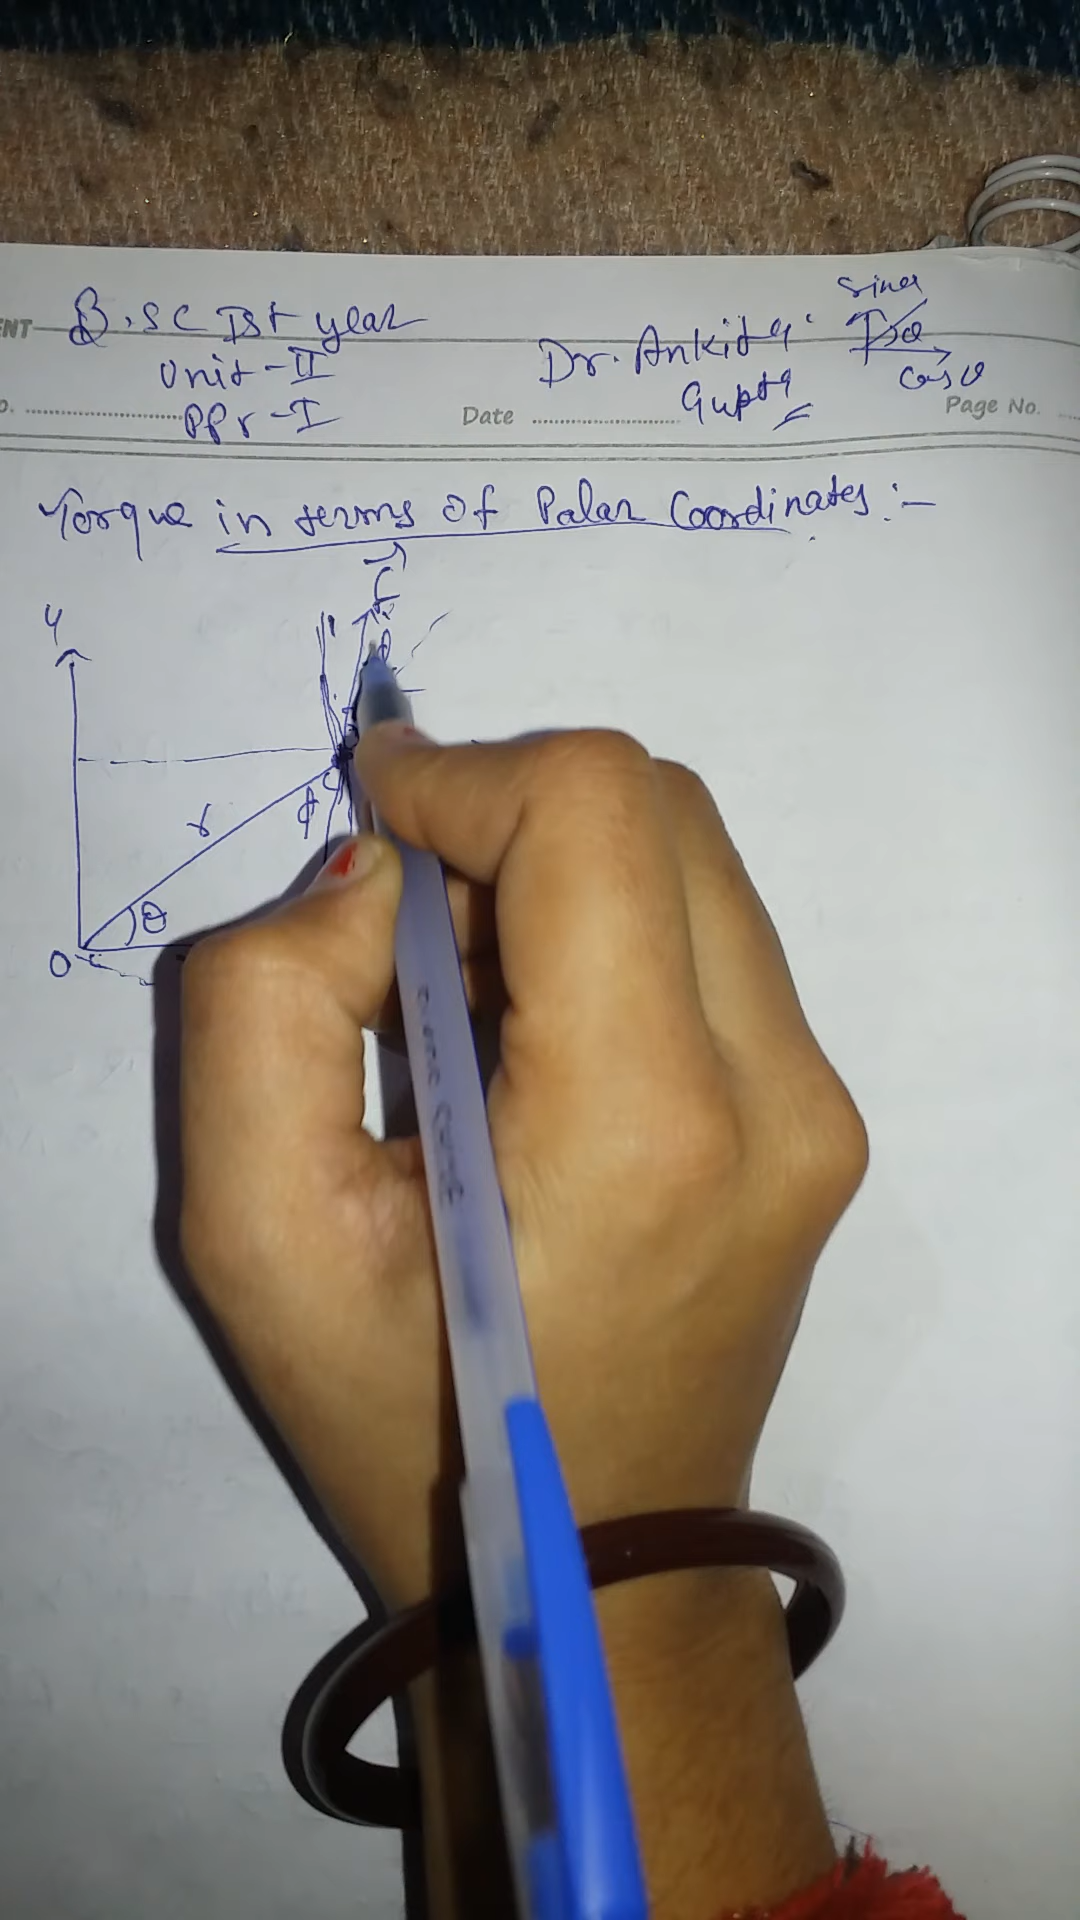 B.SC Ist year
Unit-II
PPr-I
Dr. Ankita
Gupta
cosθ
Date
Page No.
Torque in terms of Polar Coordinates :-
Y
F
r
φ
θ
O